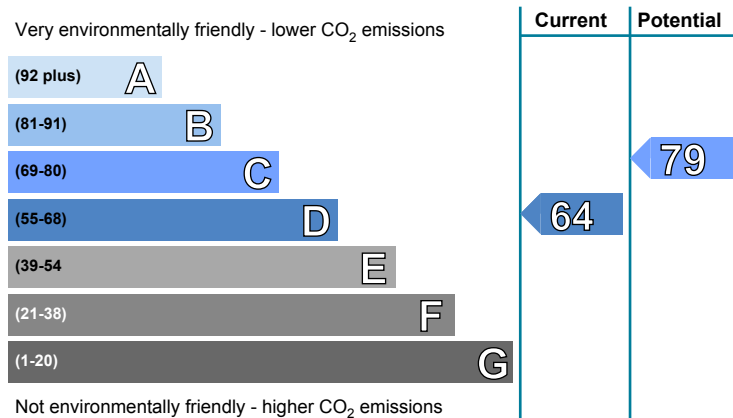 Very environmentally friendly - lower CO2 emissions
Current
Potential
(92 plus) A
(81-91) B
(69-80) C
79
(55-68) D
64
(39-54 E
(21-38) F
(1-20) G
Not environmentally friendly - higher CO2 emissions